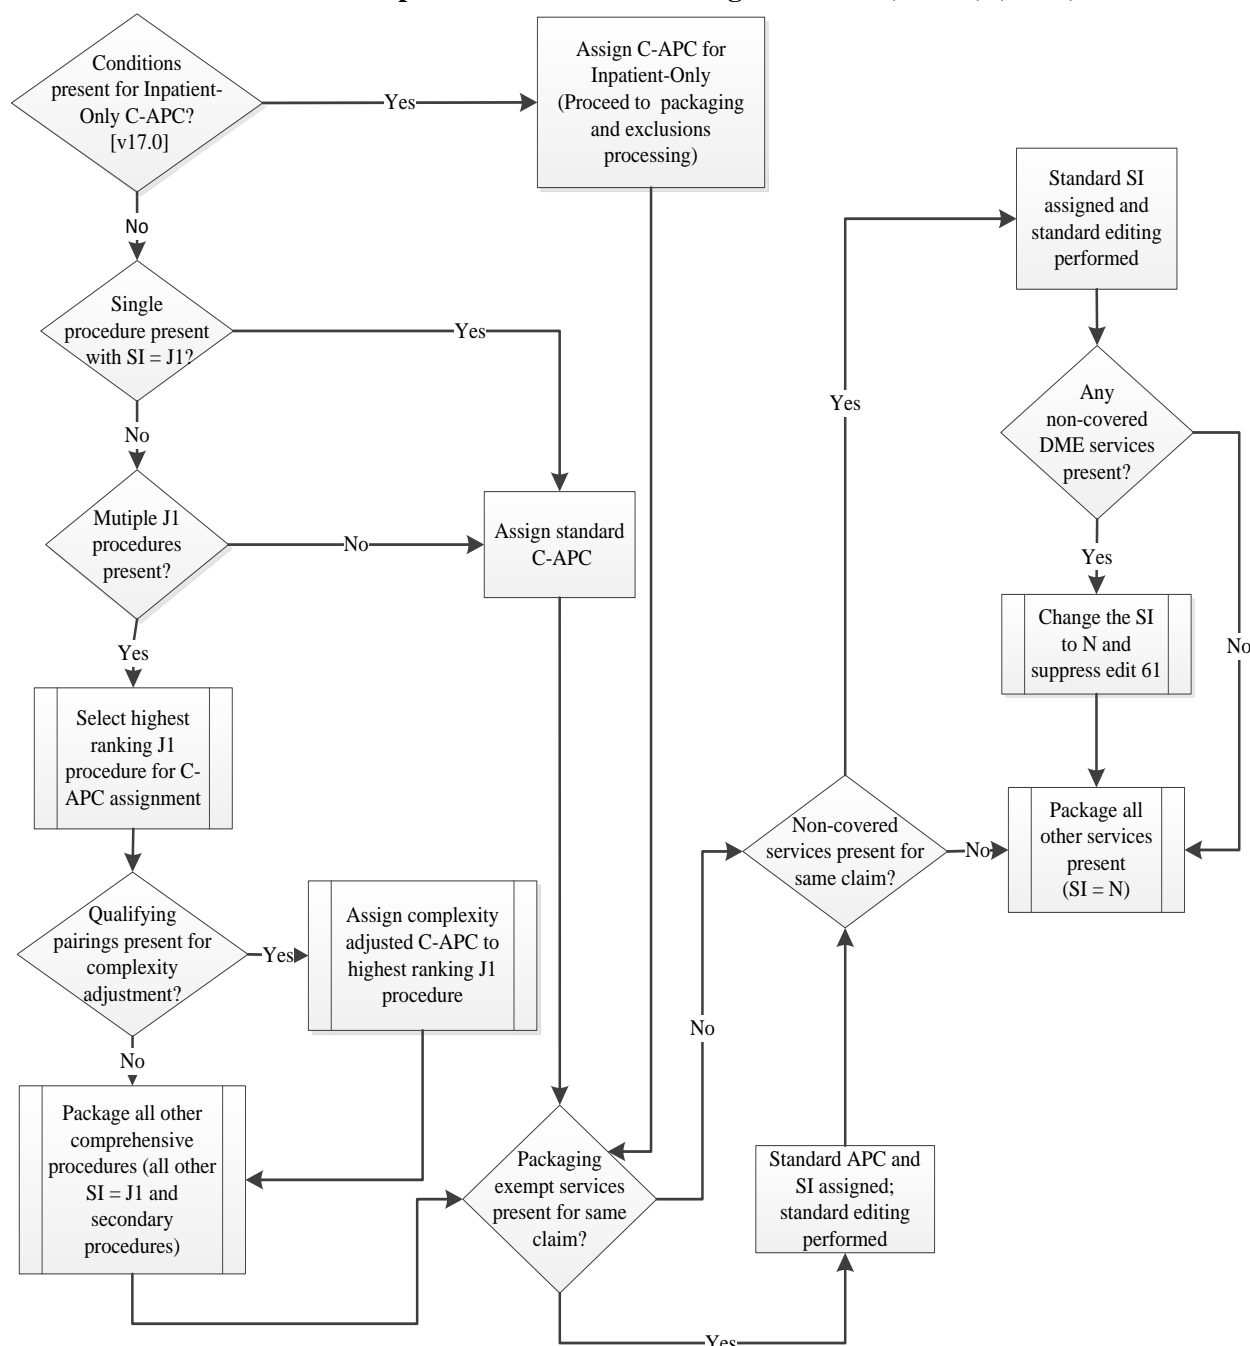 Conditions
present for Inpatient-
Only C-APC?
[v17.0]
Yes
Assign C-APC for
Inpatient-Only
(Proceed to packaging
and exclusions
processing)
No
Single
procedure present
with SI = J1?
Yes
No
Mutiple J1
procedures
present?
No
Assign standard
C-APC
Yes
Select highest
ranking J1
procedure for C-
APC assignment
Qualifying
pairings present for
complexity
adjustment?
Yes
Assign complexity
adjusted C-APC to
highest ranking J1
procedure
No
Package all other
comprehensive
procedures (all other
SI = J1 and
secondary
procedures)
Packaging
exempt services
present for same
claim?
No
Yes
Standard APC and
SI assigned;
standard editing
performed
Non-covered
services present for
same claim?
No
Yes
Standard SI
assigned and
standard editing
performed
Any
non-covered
DME services
present?
Yes
No
Change the SI
to N and
suppress edit 61
Package all
other services
present
(SI = N)